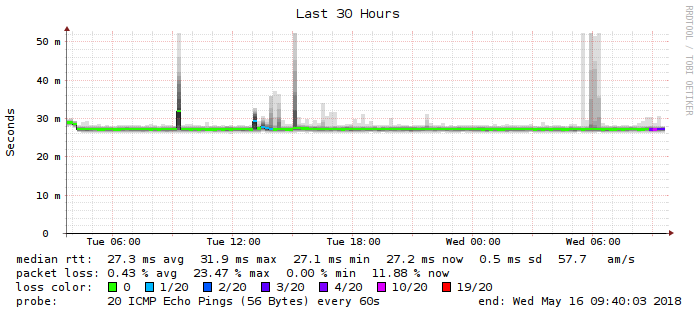 Last 30 Hours
RRDTOOL / TOBI OETIKER
Seconds
50 m
40 m
30 m
20 m
10 m
0
Tue 06:00 Tue 12:00 Tue 18:00 Wed 00:00 Wed 06:00
median rtt: 27.3 ms avg 31.9 ms max 27.1 ms min 27.2 ms now 0.5 ms sd 57.7 am/s
packet loss: 0.43 % avg 23.47 % max 0.00 % min 11.88 % now
loss color: 0 1/20 2/20 3/20 4/20 10/20 19/20
probe: 20 ICMP Echo Pings (56 Bytes) every 60s end: Wed May 16 09:40:03 2018